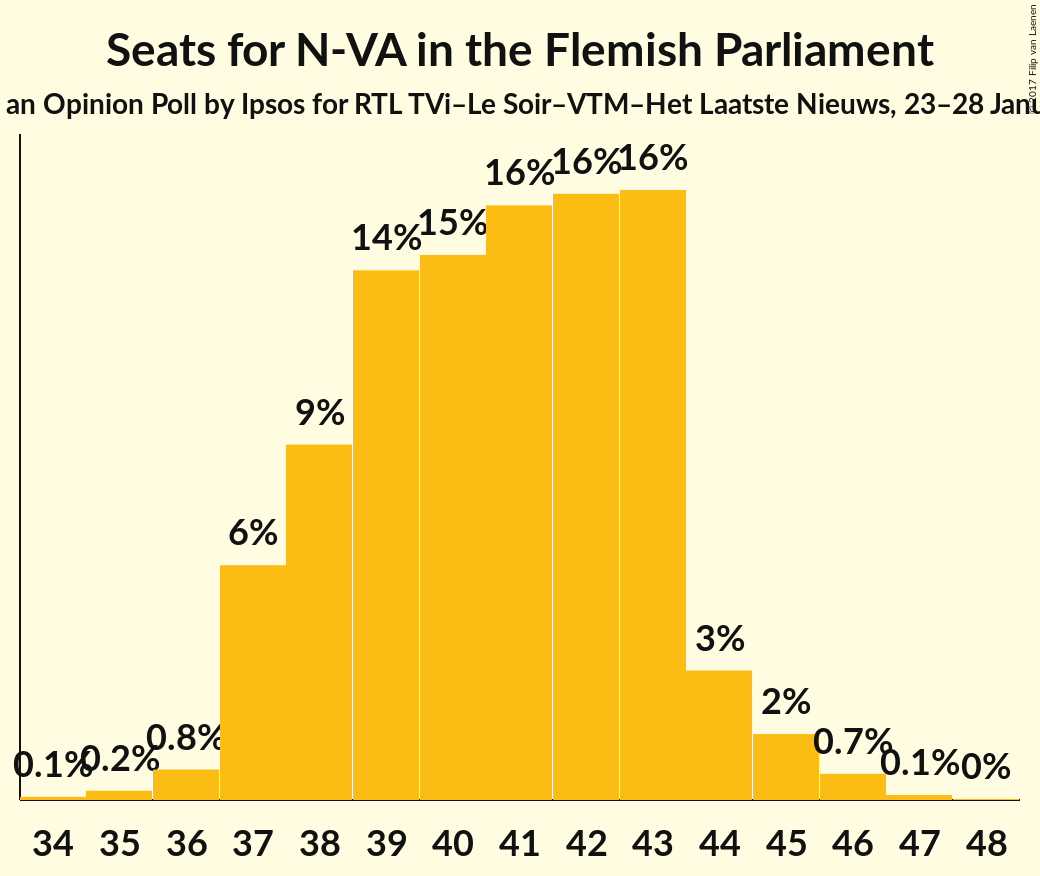 Seats for N-VA in the Flemish Parliament
an Opinion Poll by Ipsos for RTL TVi–Le Soir–VTM–Het Laatste Nieuws, 23–28 Janu
© 2017 Filip van Laenen
0.1% 0.2% 0.8% 6% 9% 14% 15% 16% 16% 16% 3% 2% 0.7% 0.1% 0%
34 35 36 37 38 39 40 41 42 43 44 45 46 47 48